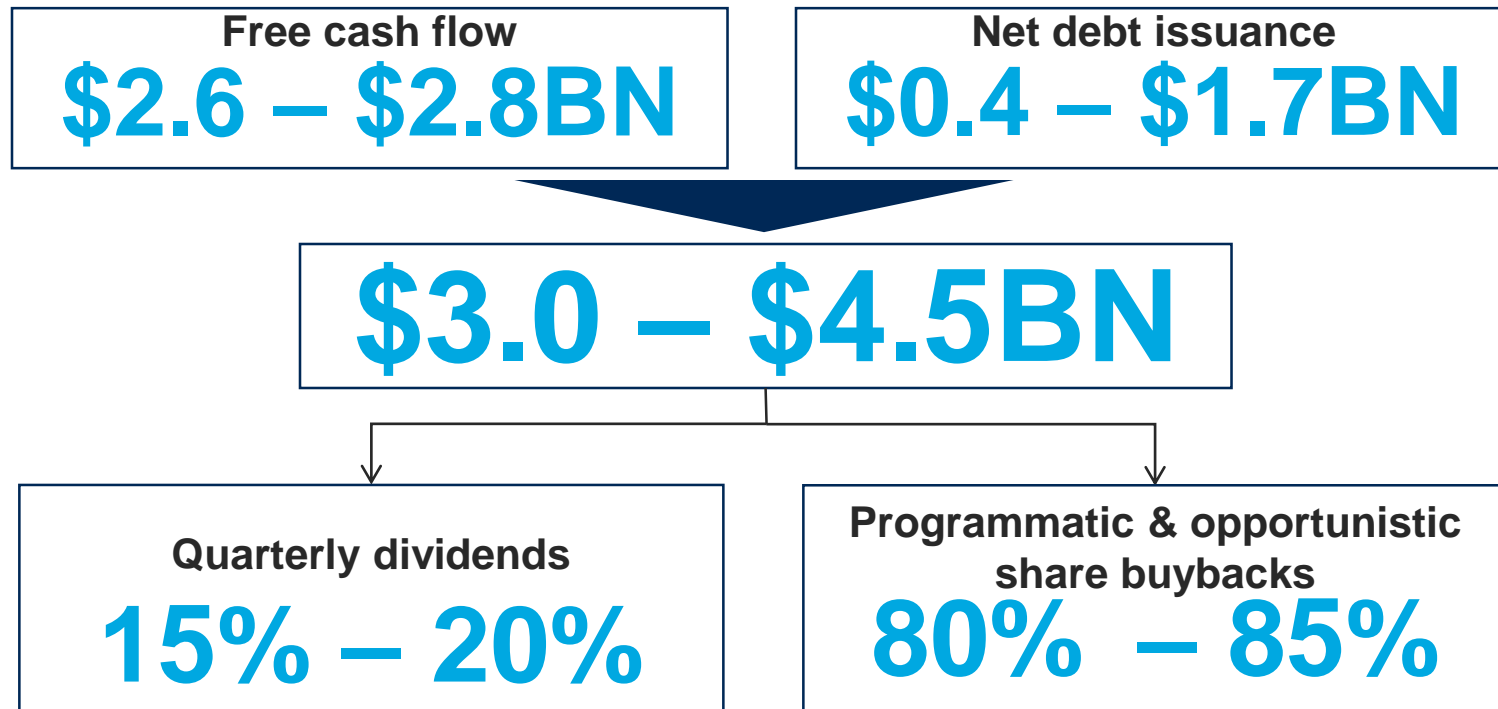 Free cash flow
$2.6 – $2.8BN
Net debt issuance
$0.4 – $1.7BN
$3.0 – $4.5BN
Quarterly dividends
15% – 20%
Programmatic & opportunistic
share buybacks
80% – 85%